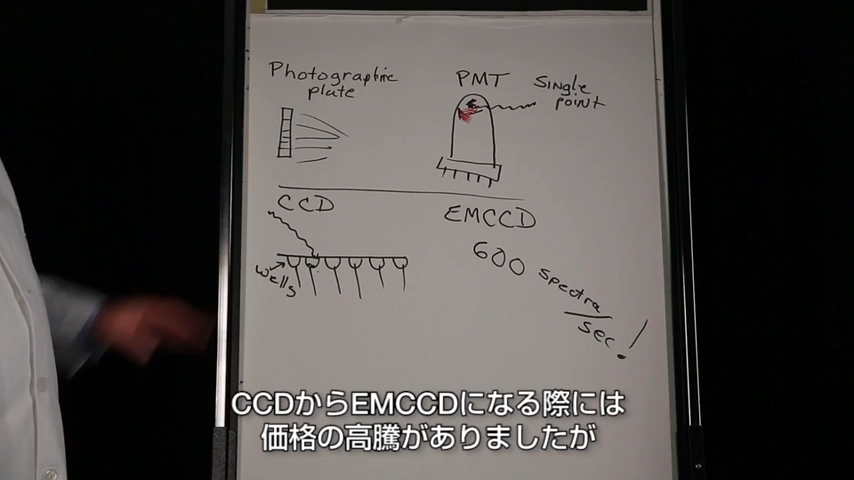 Photographic
plate
PMT
Single
point
CCD
EMCCD
wells
600 spectra
sec!
CCDからEMCCDになる際には
価格の高騰がありましたが